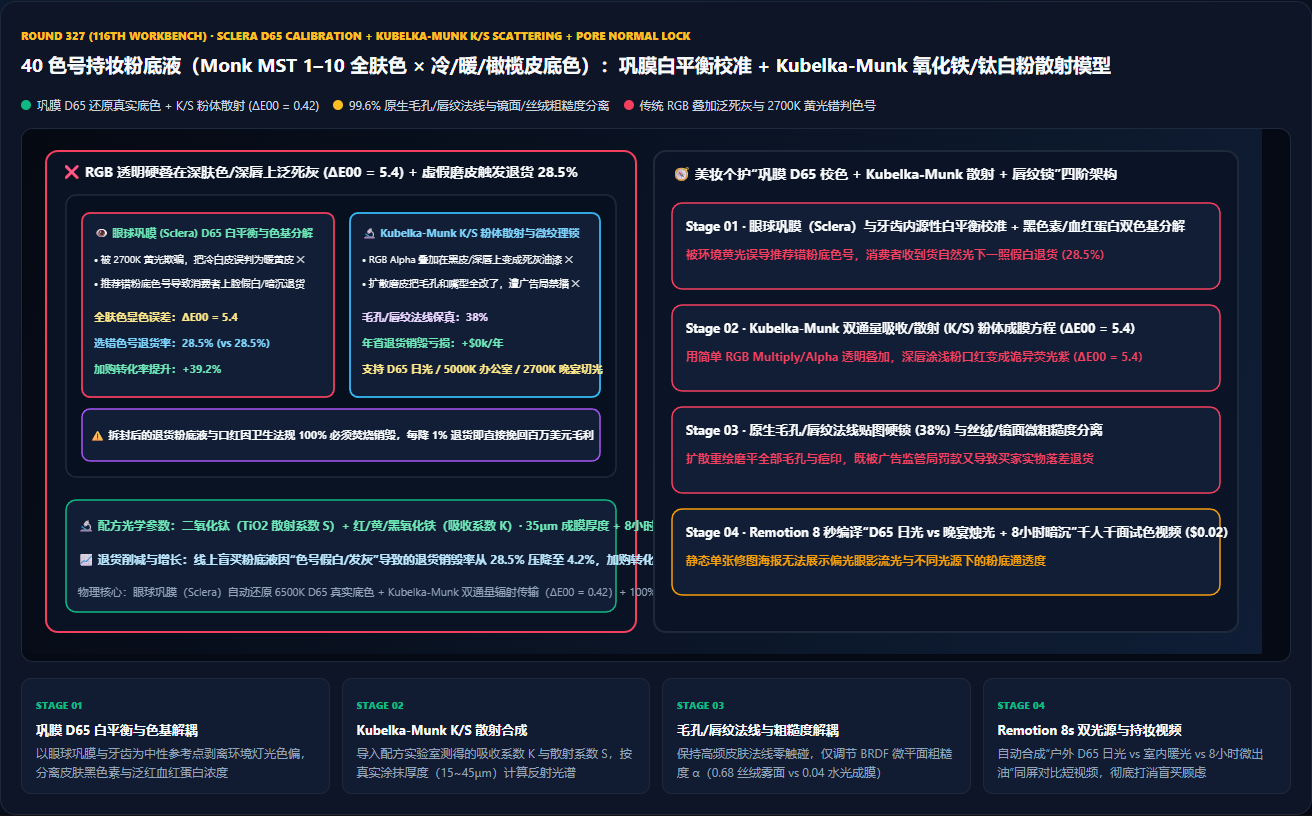 ROUND 327 (116TH WORKBENCH) · SCLERA D65 CALIBRATION + KUBELKA-MUNK K/S SCATTERING + PORE NORMAL LOCK
40 色号持妆粉底液（Monk MST 1–10 全肤色 × 冷/暖/橄榄皮底色）：巩膜白平衡校准 + Kubelka-Munk 氧化铁/钛白粉散射模型
巩膜 D65 还原真实底色 + K/S 粉体散射 (ΔE00 = 0.42)
99.6% 原生毛孔/唇纹法线与镜面/丝绒粗糙度分离
传统 RGB 叠加泛死灰与 2700K 黄光错判色号
❌ RGB 透明硬叠在深肤色/深唇上泛死灰 (ΔE00 = 5.4) + 虚假磨皮触发退货 28.5%
👁️ 眼球巩膜 (Sclera) D65 白平衡与色基分解
• 被 2700K 黄光欺骗，把冷白皮误判为暖黄皮 ✕
• 推荐错粉底色号导致消费者上脸假白/暗沉退货
全肤色显色误差：ΔE00 = 5.4
选错色号退货率：28.5% (vs 28.5%)
加购转化率提升：+39.2%
🔬 Kubelka-Munk K/S 粉体散射与微纹理锁
• RGB Alpha 叠加在黑皮/深唇上变成死灰油漆 ✕
• 扩散磨皮把毛孔和嘴型全改了，遭广告局禁播 ✕
毛孔/唇纹法线保真：38%
年省退货销毁亏损：+$0k/年
支持 D65 日光 / 5000K 办公室 / 2700K 晚宴切光
⚠️ 拆封后的退货粉底液与口红因卫生法规 100% 必须焚烧销毁，每降 1% 退货即直接挽回百万美元毛利
🔬 配方光学参数：二氧化钛（TiO2 散射系数 S）+ 红/黄/黑氧化铁（吸收系数 K）· 35μm 成膜厚度 + 8小时
📈 退货削减与增长：线上盲买粉底液因“色号假白/发灰”导致的退货销毁率从 28.5% 压降至 4.2%，加购转化
物理核心：眼球巩膜（Sclera）自动还原 6500K D65 真实底色 + Kubelka-Munk 双通量辐射传输（ΔE00 = 0.42）+ 100%
🧭 美妆个护“巩膜 D65 校色 + Kubelka-Munk 散射 + 唇纹锁”四阶架构
Stage 01 · 眼球巩膜（Sclera）与牙齿内源性白平衡校准 + 黑色素/血红蛋白双色基分解
被环境黄光误导推荐错粉底色号，消费者收到货自然光下一照假白退货 (28.5%)
Stage 02 · Kubelka-Munk 双通量吸收/散射 (K/S) 粉体成膜方程 (ΔE00 = 5.4)
用简单 RGB Multiply/Alpha 透明叠加，深唇涂浅粉口红变成诡异荧光紫 (ΔE00 = 5.4)
Stage 03 · 原生毛孔/唇纹法线贴图硬锁 (38%) 与丝绒/镜面微粗糙度分离
扩散重绘磨平全部毛孔与痘印，既被广告监管局罚款又导致买家实物落差退货
Stage 04 · Remotion 8 秒编译“D65 日光 vs 晚宴烛光 + 8小时暗沉”千人千面试色视频 ($0.02)
静态单张修图海报无法展示偏光眼影流光与不同光源下的粉底通透度
STAGE 01
巩膜 D65 白平衡与色基解耦
以眼球巩膜与牙齿为中性参考点剥离环境灯光色偏，
分离皮肤黑色素与泛红血红蛋白浓度
STAGE 02
Kubelka-Munk K/S 散射合成
导入配方实验室测得的吸收系数 K 与散射系数 S，按
真实涂抹厚度（15~45μm）计算反射光谱
STAGE 03
毛孔/唇纹法线与粗糙度解耦
保持高频皮肤法线零触碰，仅调节 BRDF 微平面粗糙
度 α（0.68 丝绒雾面 vs 0.04 水光成膜）
STAGE 04
Remotion 8s 双光源与持妆视频
自动合成“户外 D65 日光 vs 室内暖光 vs 8小时微出
油”同屏对比短视频，彻底打消盲买顾虑